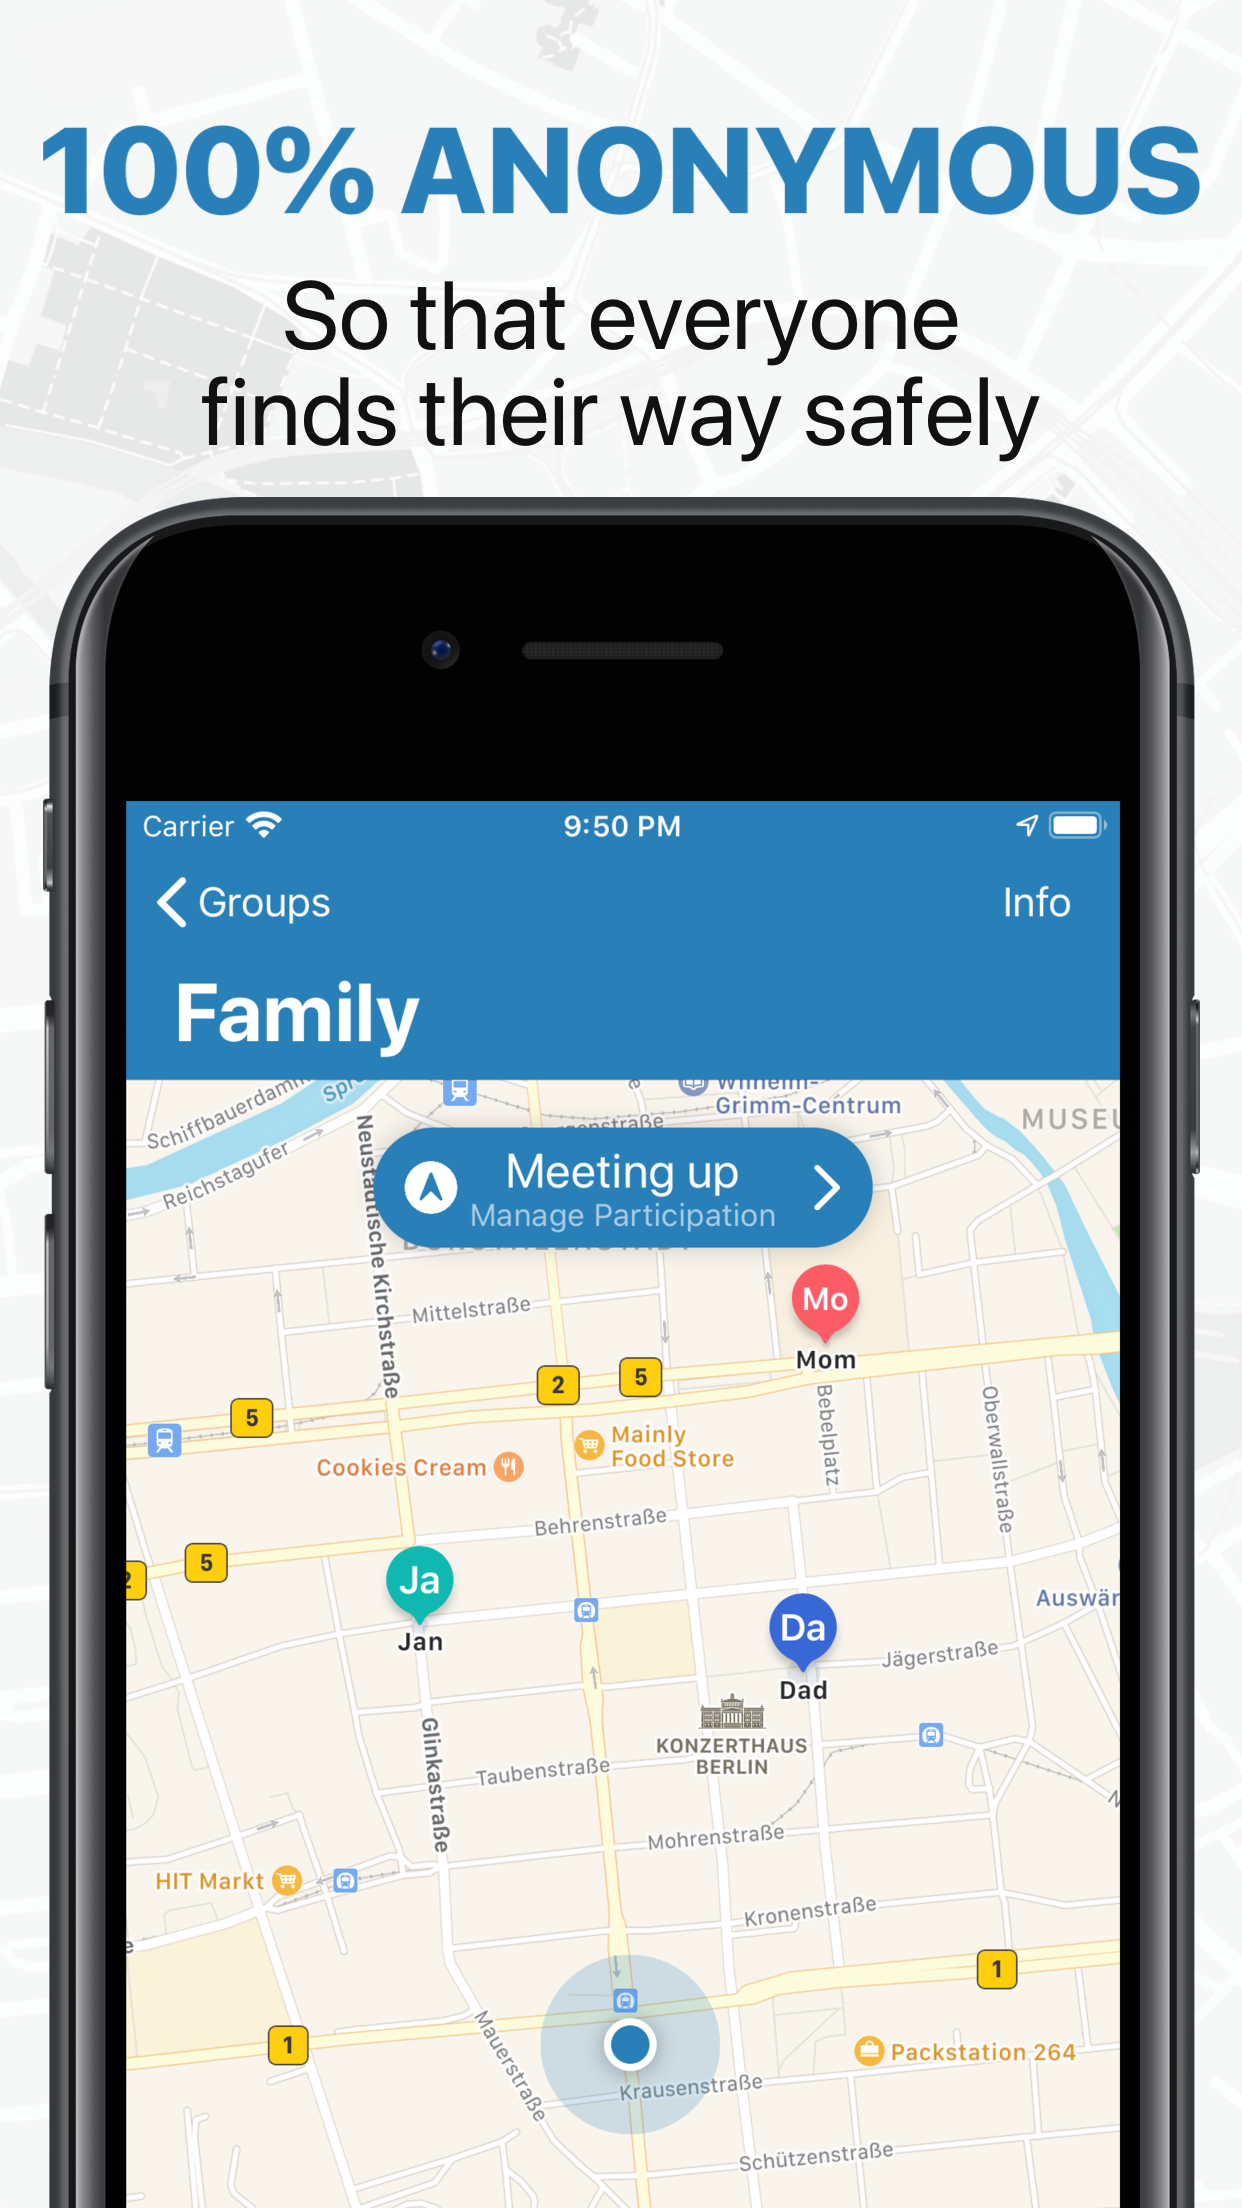 100% ANONYMOUS
So that everyone
finds their way safely
Carrier
9:50 PM
Groups
Info
Family
Wilhelm-
Grimm-Centrum
Schiffbauerdamm
Spre
Reichstagufer
Neustädtische Kirchstraße
Meeting up
Manage Participation
Mittelstraße
Mo
Mom
2
5
5
Mainly
Food Store
Cookies Cream
Bebelplatz
Oberwallstraße
Behrenstraße
2
5
Ja
Jan
Da
Dad
Auswär
Jägerstraße
KONZERTHAUS
BERLIN
Glinkastraße
Taubenstraße
Mohrenstraße
HIT Markt
Kronenstraße
1
1
Mauerstraße
Packstation 264
Krausenstraße
Schützenstraße